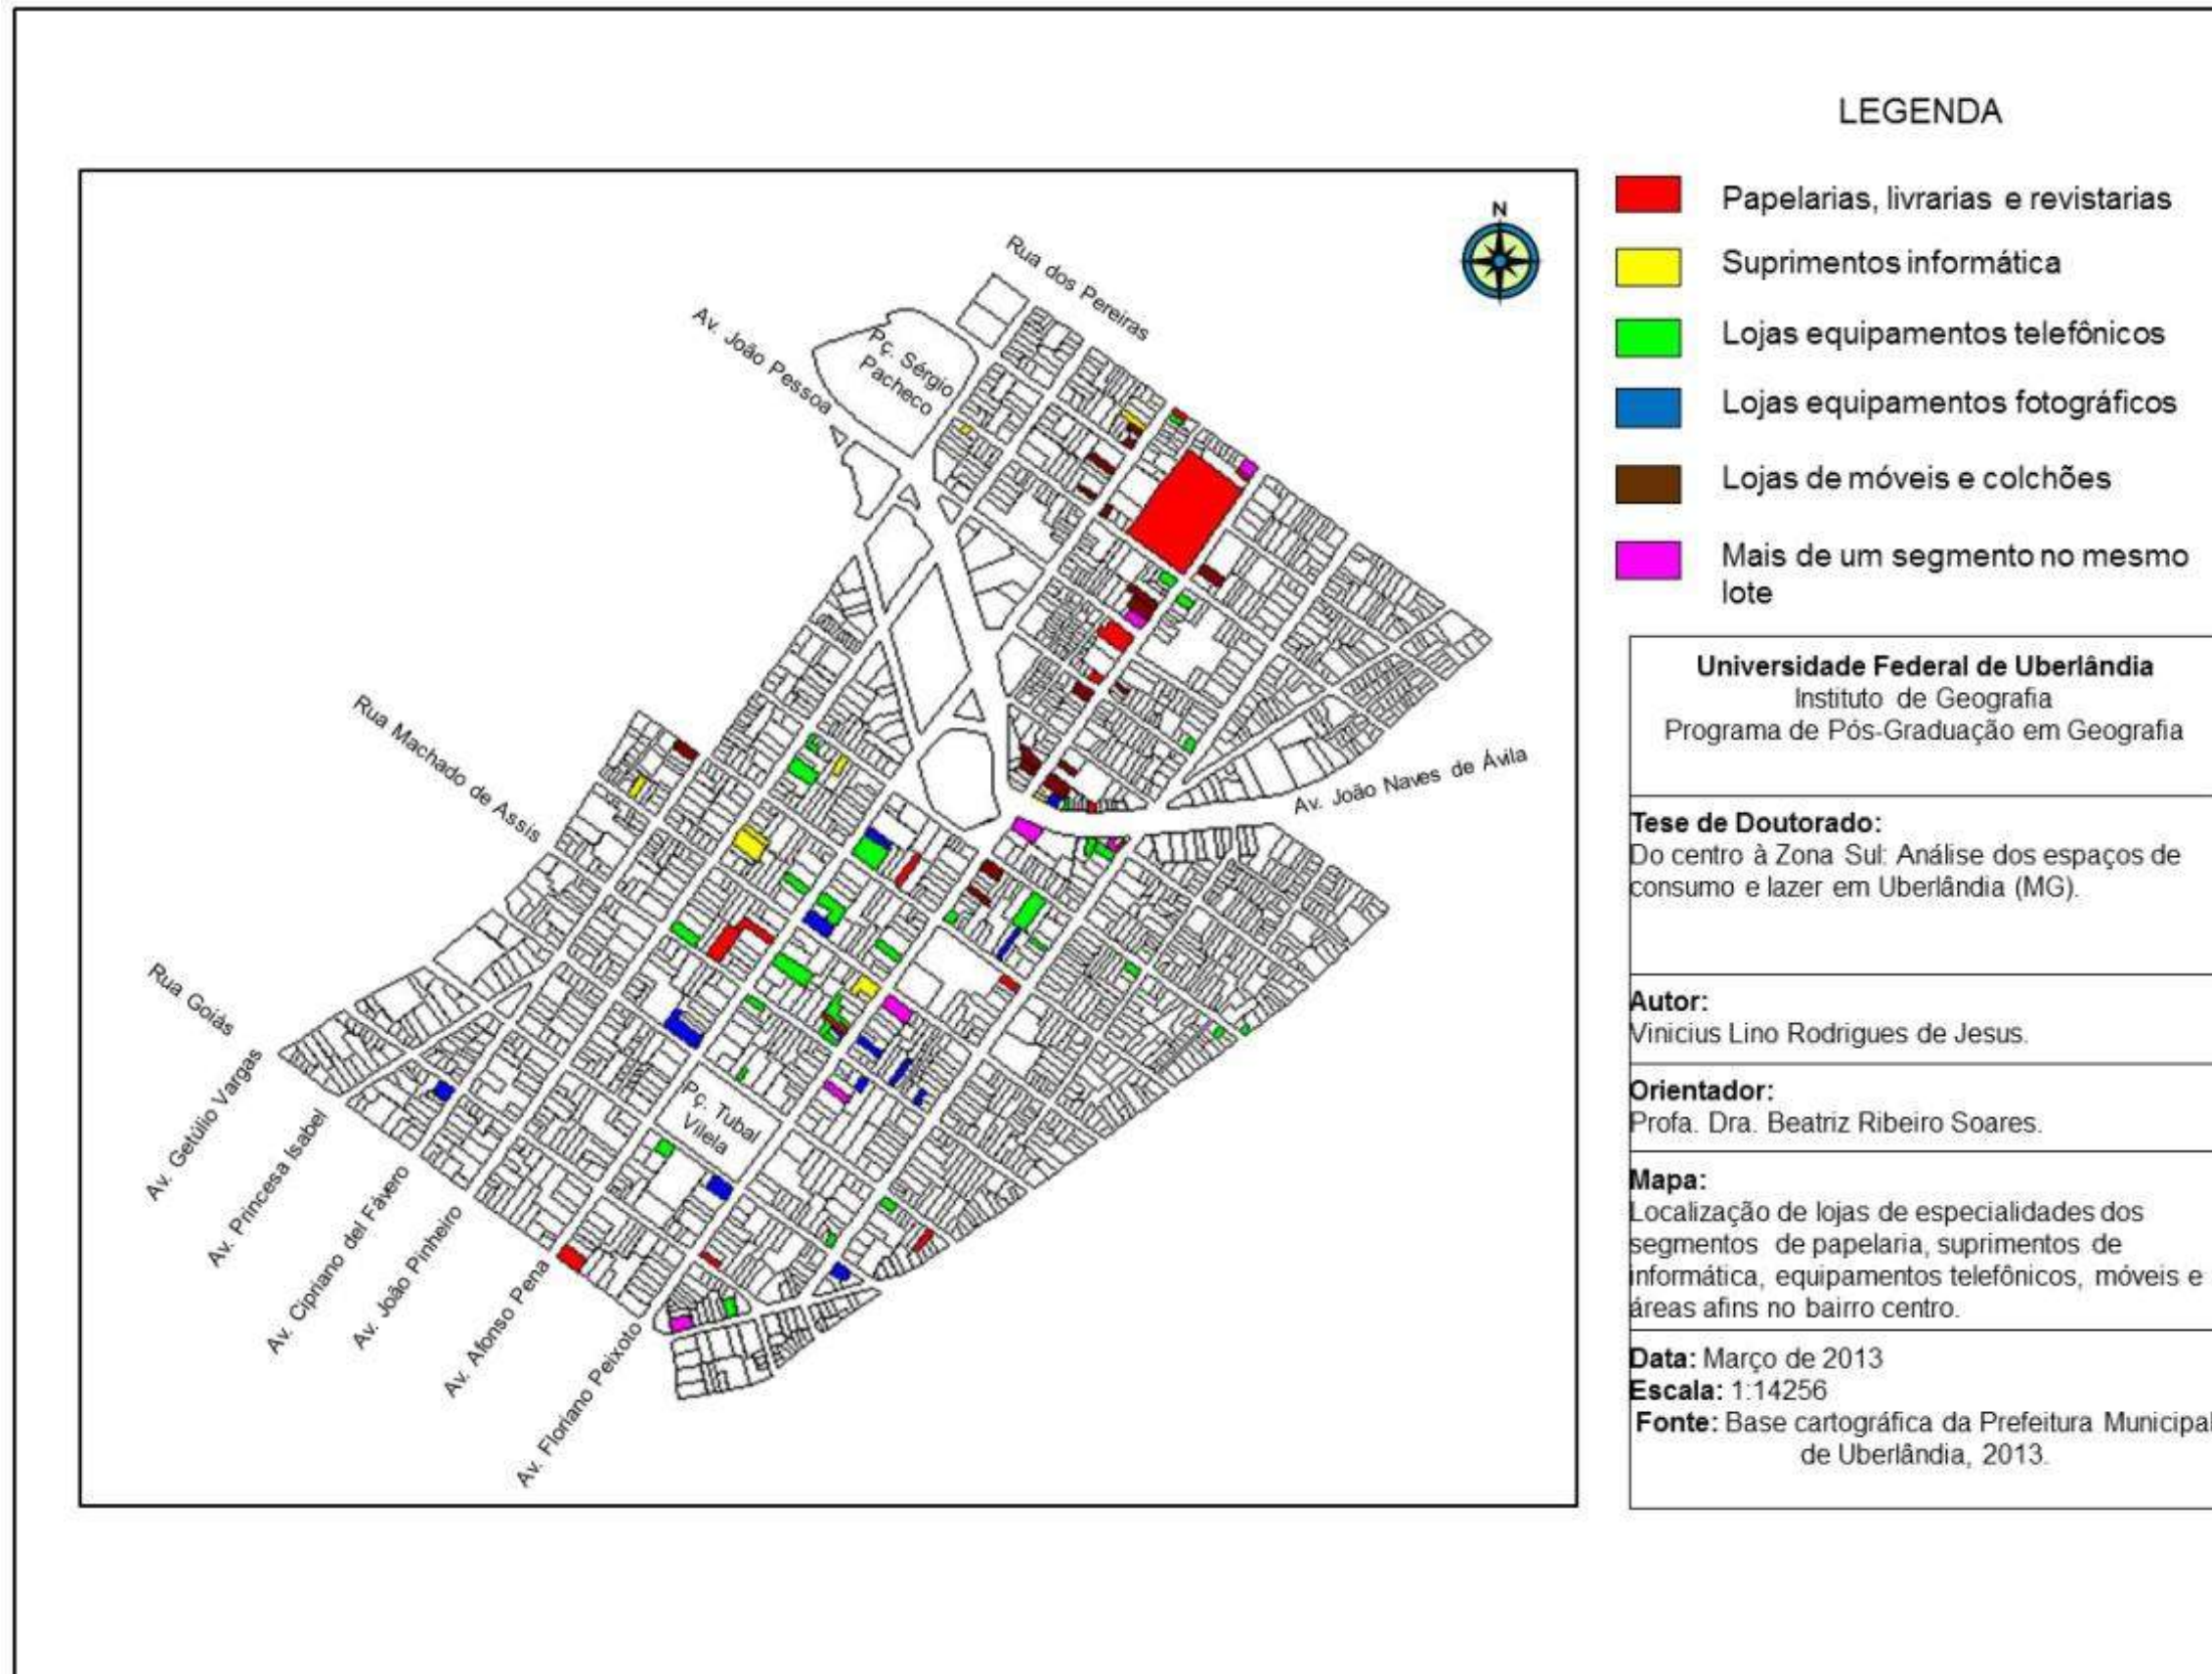 LEGENDA
Papelarias, livrarias e revistarias
Suprimentos informática
Lojas equipamentos telefônicos
Lojas equipamentos fotográficos
Lojas de móveis e colchões
Mais de um segmento no mesmo
lote
N
Rua dos Pereiras
Av. João Pessoa
Pç. Sérgio
Pacheco
Rua Machado de Assis
Av. João Naves de Ávila
Rua Goiás
Av. Getúlio Vargas
Av. Princesa Isabel
Av. Cipriano del Fávero
Av. João Pinheiro
Av. Afonso Pena
Av. Floriano Peixoto
Pç. Tubal
Vilela
Universidade Federal de Uberlândia
Instituto de Geografia
Programa de Pós-Graduação em Geografia
Tese de Doutorado:
Do centro à Zona Sul: Análise dos espaços de
consumo e lazer em Uberlândia (MG).
Autor:
Vinicius Lino Rodrigues de Jesus.
Orientador:
Profa. Dra. Beatriz Ribeiro Soares.
Mapa:
Localização de lojas de especialidades dos
segmentos de papelaria, suprimentos de
informática, equipamentos telefônicos, móveis e
áreas afins no bairro centro.
Data: Março de 2013
Escala: 1:14256
Fonte: Base cartográfica da Prefeitura Municipal
de Uberlândia, 2013.